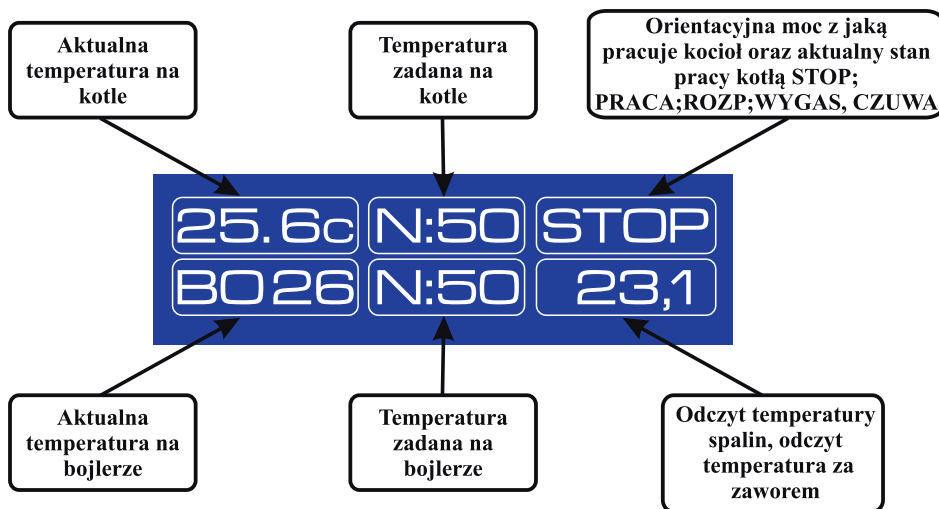 Aktualna
temperatura na
kotle
Temperatura
zadana na
kotle
Orientacyjna moc z jaką
pracuje kocioł oraz aktualny stan
pracy kotłą STOP;
PRACA;ROZP;WYGAS, CZUWA
25.6c N:50 STOP
BO 26 N:50 23,1
Aktualna
temperatura na
bojlerze
Temperatura
zadana na
bojlerze
Odczyt temperatury
spalin, odczyt
temperatura za
zaworem